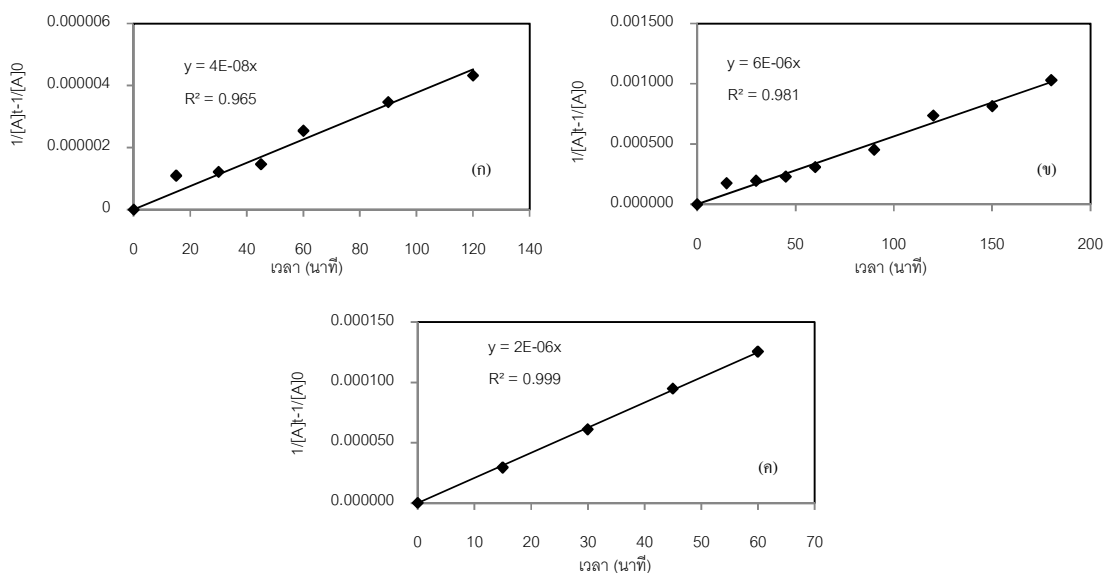 0.000006
0.000004
0.000002
0
1/[A]t-1/[A]0
y = 4E-08x
R² = 0.965
(ก)
0 20 40 60 80 100 120 140
เวลา (นาที)
0.001500
0.001000
0.000500
0.000000
1/[A]t-1/[A]0
y = 6E-06x
R² = 0.981
(ข)
0 50 100 150 200
เวลา (นาที)
0.000150
0.000100
0.000050
0.000000
1/[A]t-1/[A]0
y = 2E-06x
R² = 0.999
(ค)
0 10 20 30 40 50 60 70
เวลา (นาที)